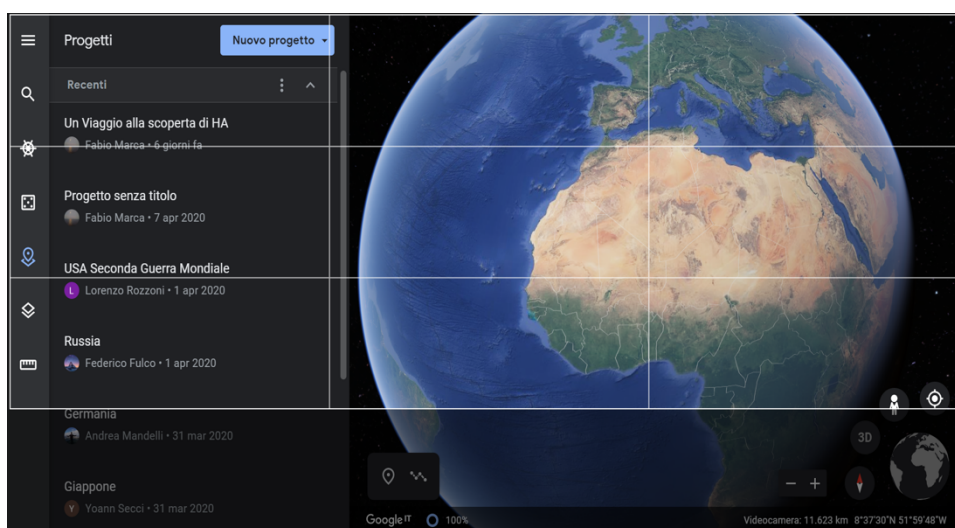 Progetti
Nuovo progetto
Recenti
Un Viaggio alla scoperta di HA
Fabio Marca • 6 giorni fa
Progetto senza titolo
Fabio Marca • 7 apr 2020
USA Seconda Guerra Mondiale
L Lorenzo Rozzoni • 1 apr 2020
Russia
Federico Fulco • 1 apr 2020
Germania
Andrea Mandelli • 31 mar 2020
Giappone
Y Yoann Secci • 31 mar 2020
3D
Google IT 100%
Videocamera: 11.623 km 8°37'30"N 51°59'48"W